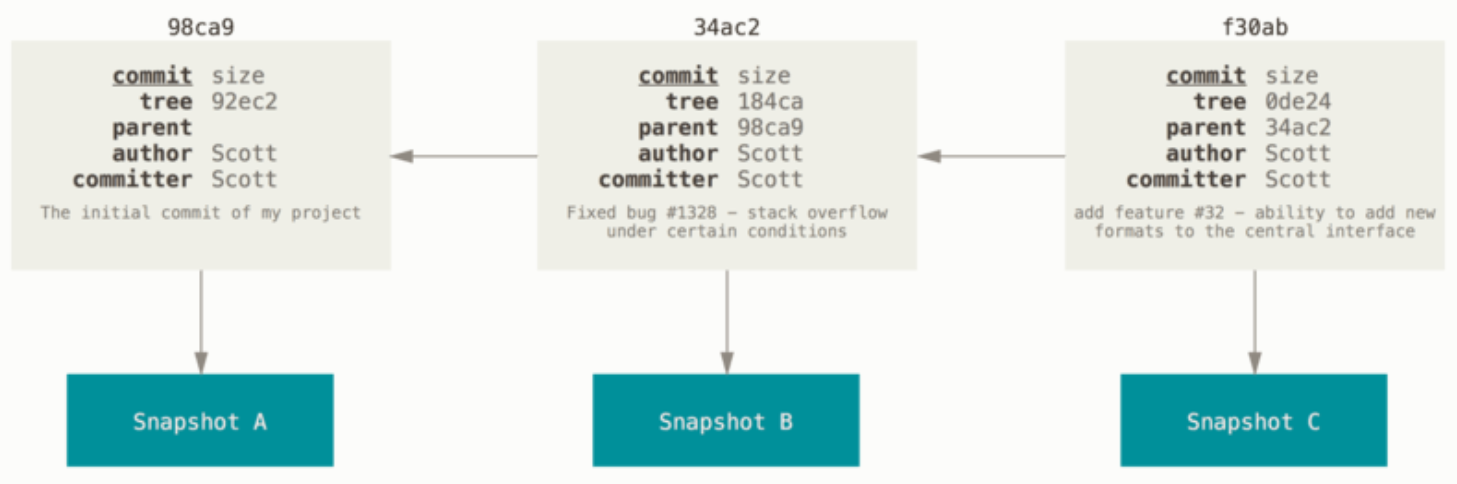 98ca9
commit size
tree 92ec2
parent
author Scott
committer Scott
The initial commit of my project
34ac2
commit size
tree 184ca
parent 98ca9
author Scott
committer Scott
Fixed bug #1328 – stack overflow
under certain conditions
f30ab
commit size
tree 0de24
parent 34ac2
author Scott
committer Scott
add feature #32 – ability to add new
formats to the central interface
Snapshot A
Snapshot B
Snapshot C